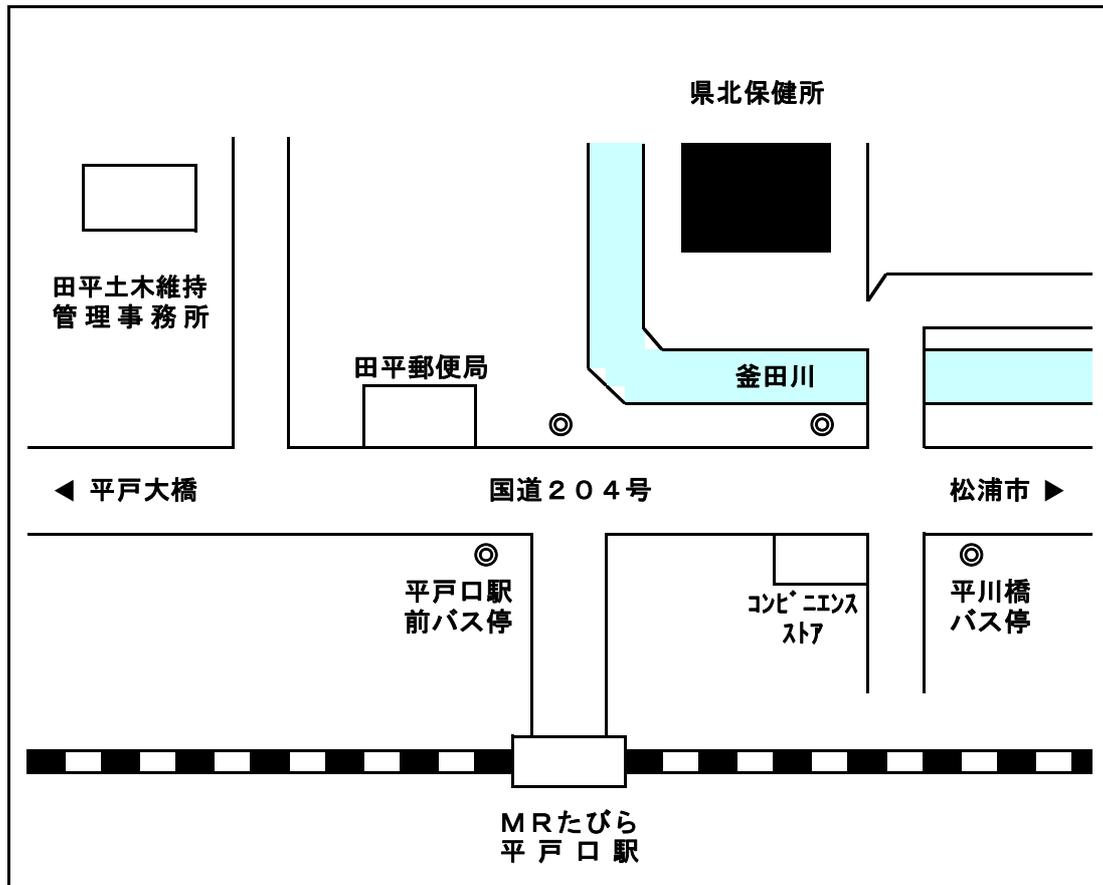 県北保健所
田平土木維持
管理事務所
田平郵便局
釜田川
◀ 平戸大橋
国道２０４号
松浦市 ▶
平戸口駅
前バス停
ｺﾝﾋﾞﾆｴﾝｽ
ｽﾄｱ
平川橋
バス停
ＭＲたびら
平戸口駅